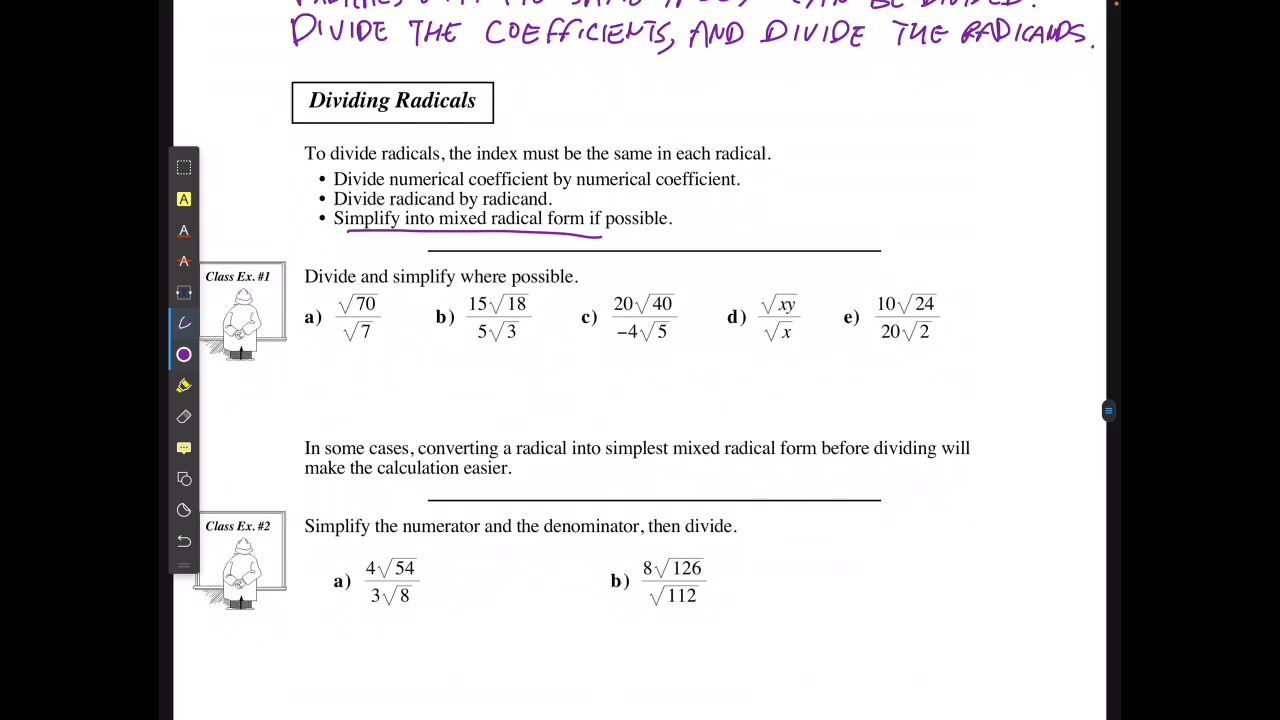 CAN BE DIVIDED.
DIVIDE THE COEFFICIENTS, AND DIVIDE THE RADICANDS.
Dividing Radicals
To divide radicals, the index must be the same in each radical.
• Divide numerical coefficient by numerical coefficient.
• Divide radicand by radicand.
• Simplify into mixed radical form if possible.
Class Ex. #1
Divide and simplify where possible.
a) √70/√7 b) 15√18/5√3 c) 20√40/−4√5 d) √xy/√x e) 10√24/20√2
In some cases, converting a radical into simplest mixed radical form before dividing will
make the calculation easier.
Class Ex. #2
Simplify the numerator and the denominator, then divide.
a) 4√54/3√8 b) 8√126/√112